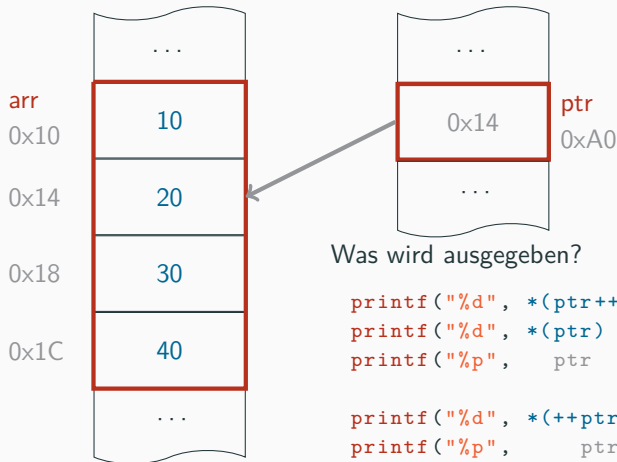 ...
arr
0x10
10
0x14
20
0x18
30
0x1C
40
...
...
0x14
ptr
0xA0
...
Was wird ausgegeben?
printf("%d", *(ptr++
printf("%d", *(ptr)
printf("%p", ptr
printf("%d", *(++ptr
printf("%p", ptr